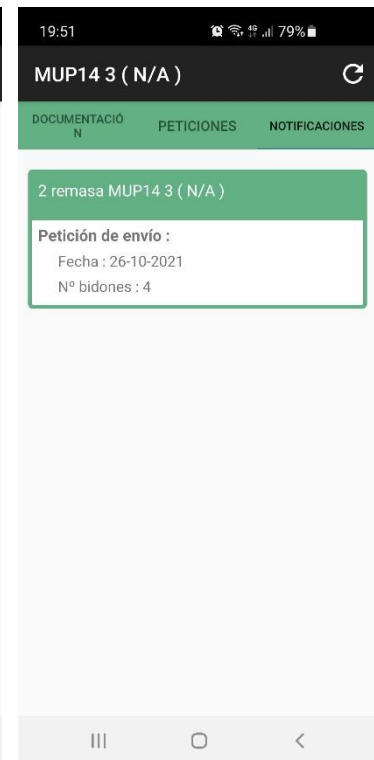 19:51 4G 79%
MUP14 3 ( N/A )
DOCUMENTACIÓ
N
PETICIONES
NOTIFICACIONES
2 remasa MUP14 3 ( N/A )
Petición de envío :
Fecha : 26-10-2021
Nº bidones : 4